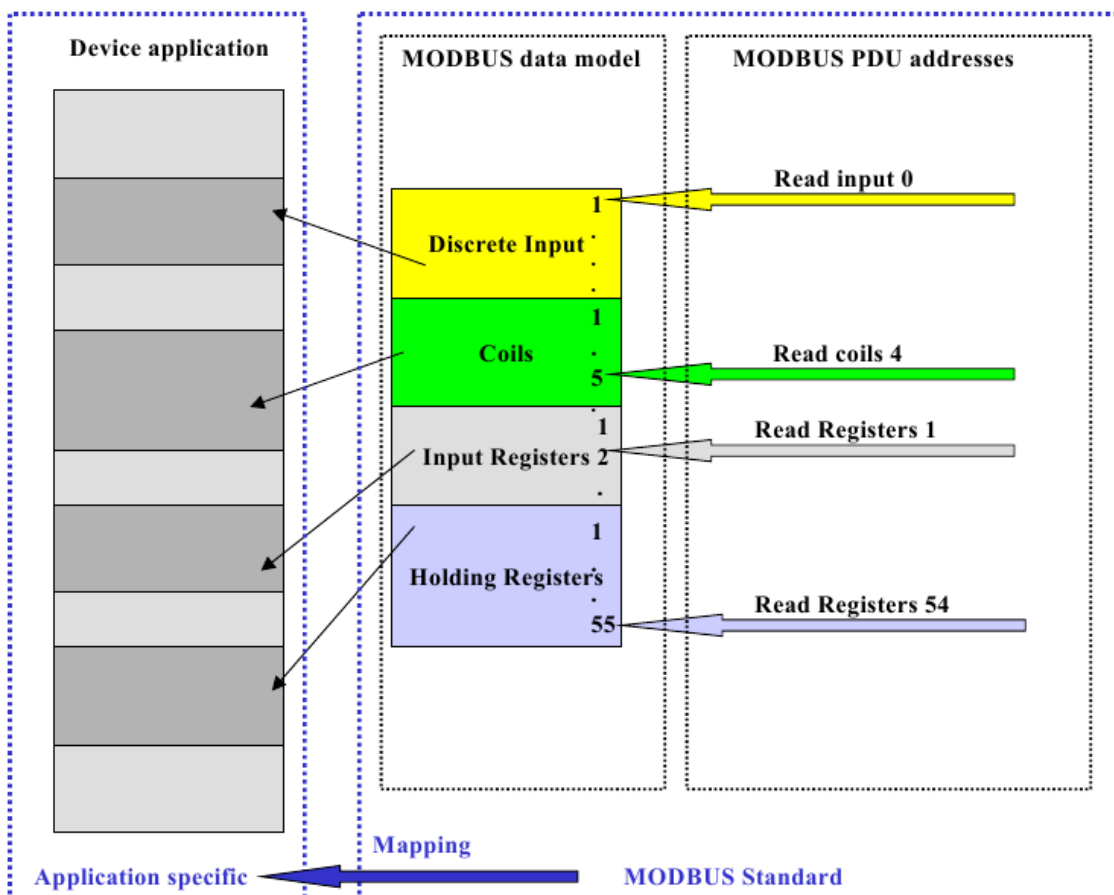 Device application
MODBUS data model
MODBUS PDU addresses
Read input 0
1
.
Discrete Input .
.
1
Coils .
5
Read coils 4
.
1
Input Registers 2
.
Read Registers 1
1
.
Holding Registers
.
55
Read Registers 54
Mapping
Application specific
MODBUS Standard